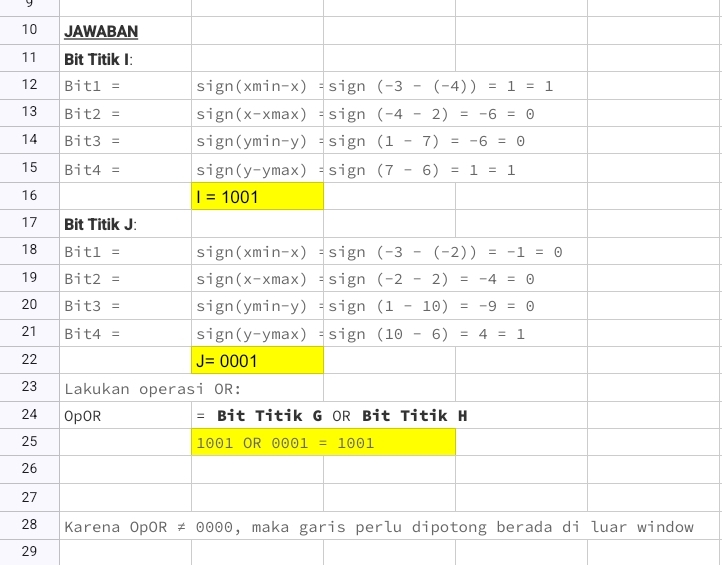 9
10 JAWABAN
11 Bit Titik I:
12 Bit1 = sign(xmin-x) = sign (-3 - (-4)) = 1 = 1
13 Bit2 = sign(x-xmax) = sign (-4 - 2) = -6 = 0
14 Bit3 = sign(ymin-y) = sign (1 - 7) = -6 = 0
15 Bit4 = sign(y-ymax) = sign (7 - 6) = 1 = 1
16 I = 1001
17 Bit Titik J:
18 Bit1 = sign(xmin-x) = sign (-3 - (-2)) = -1 = 0
19 Bit2 = sign(x-xmax) = sign (-2 - 2) = -4 = 0
20 Bit3 = sign(ymin-y) = sign (1 - 10) = -9 = 0
21 Bit4 = sign(y-ymax) = sign (10 - 6) = 4 = 1
22 J= 0001
23 Lakukan operasi OR:
24 OpOR = Bit Titik G OR Bit Titik H
25 1001 OR 0001 = 1001
26
27
28 Karena OpOR ≠ 0000, maka garis perlu dipotong berada di luar window
29